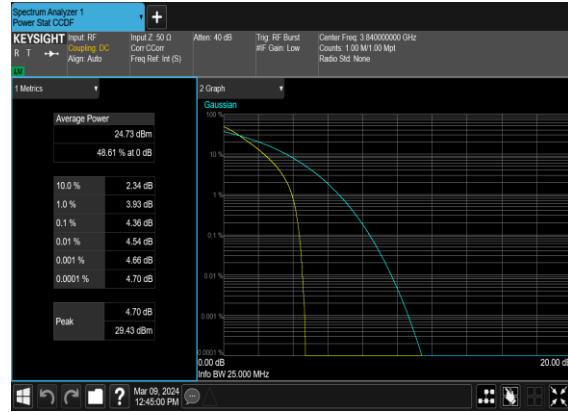 Spectrum Analyzer 1
Power Stat CCDF
KEYSIGHT
R T
LXI
Input: RF
Coupling: DC
Align: Auto
Input Z: 50 Ω
Corr CCorr
Freq Ref: Int (S)
Atten: 40 dB
Trig: RF Burst
#IF Gain: Low
Center Freq: 3.840000000 GHz
Counts: 1.00 M/1.00 Mpt
Radio Std: None
1 Metrics
Average Power
24.73 dBm
48.61 % at 0 dB
10.0 % 2.34 dB
1.0 % 3.93 dB
0.1 % 4.36 dB
0.01 % 4.54 dB
0.001 % 4.66 dB
0.0001 % 4.70 dB
Peak
4.70 dB
29.43 dBm
2 Graph
Gaussian
100 %
10 %
1 %
0.1 %
0.01 %
0.001 %
0.0001 %
0.00 dB
20.00 dB
Info BW 25.000 MHz
?
Mar 09, 2024
12:45:00 PM